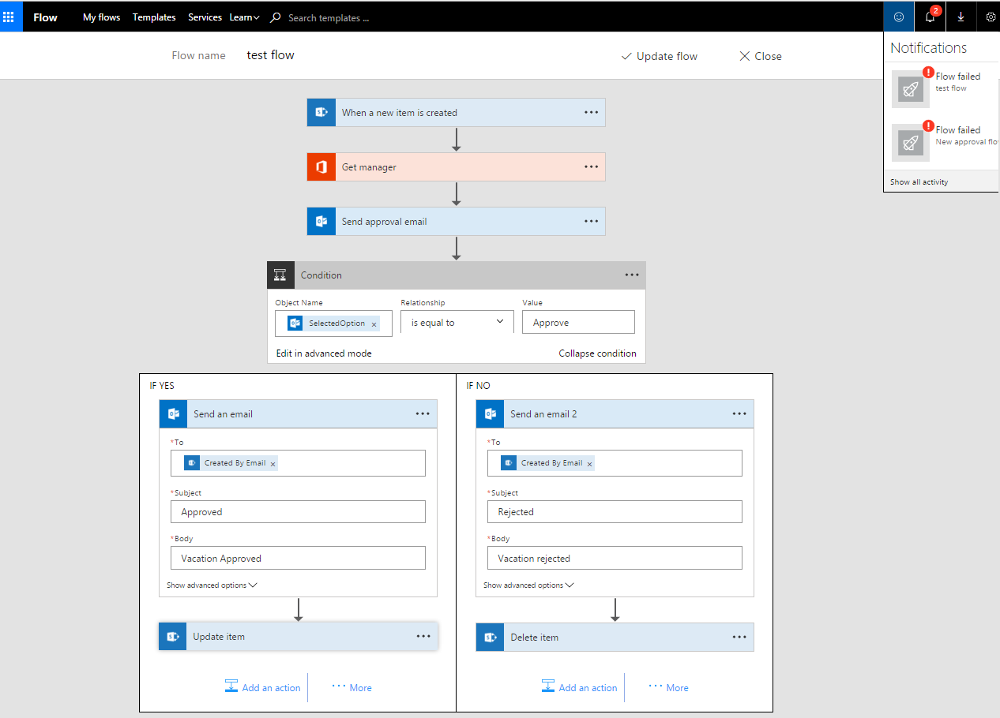 Flow My flows Templates Services Learn Search templates ... 2
Flow name test flow Update flow Close
Notifications
! Flow failed
test flow
! Flow failed
New approval flo
Show all activity
When a new item is created ...
Get manager ...
Send approval email ...
Condition ...
Object Name Relationship Value
SelectedOption × is equal to Approve
Edit in advanced mode Collapse condition
IF YES
Send an email ...
*To
Created By Email ×
*Subject
Approved
*Body
Vacation Approved
Show advanced options
Update item ...
Add an action ... More
IF NO
Send an email 2 ...
*To
Created By Email ×
*Subject
Rejected
*Body
Vacation rejected
Show advanced options
Delete item ...
Add an action ... More